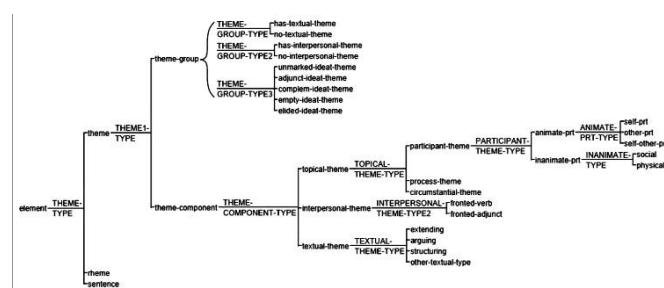 THEME- has-textual-theme
GROUP-TYPE no-textual-theme
THEME- has-interpersonal-theme
GROUP-TYPE2 no-interpersonal-theme
theme-group
unmarked-ideat-theme
adjunct-ideat-theme
THEME- complem-ideat-theme
GROUP-TYPE3 empty-ideat-theme
elided-ideat-theme
theme THEME1-
TYPE
self-prt
animate-prt ANIMATE- other-prt
PRT-TYPE self-other-prt
participant-theme PARTICIPANT-
THEME-TYPE
inanimate-prt INANIMATE- social
TYPE physical
topical-theme TOPICAL-
THEME-TYPE process-theme
circumstantial-theme
element THEME-
TYPE
theme-component THEME-
COMPONENT-TYPE
interpersonal-theme INTERPERSONAL- fronted-verb
THEME-TYPE2 fronted-adjunct
extending
textual-theme TEXTUAL- arguing
THEME-TYPE structuring
other-textual-type
rheme
sentence